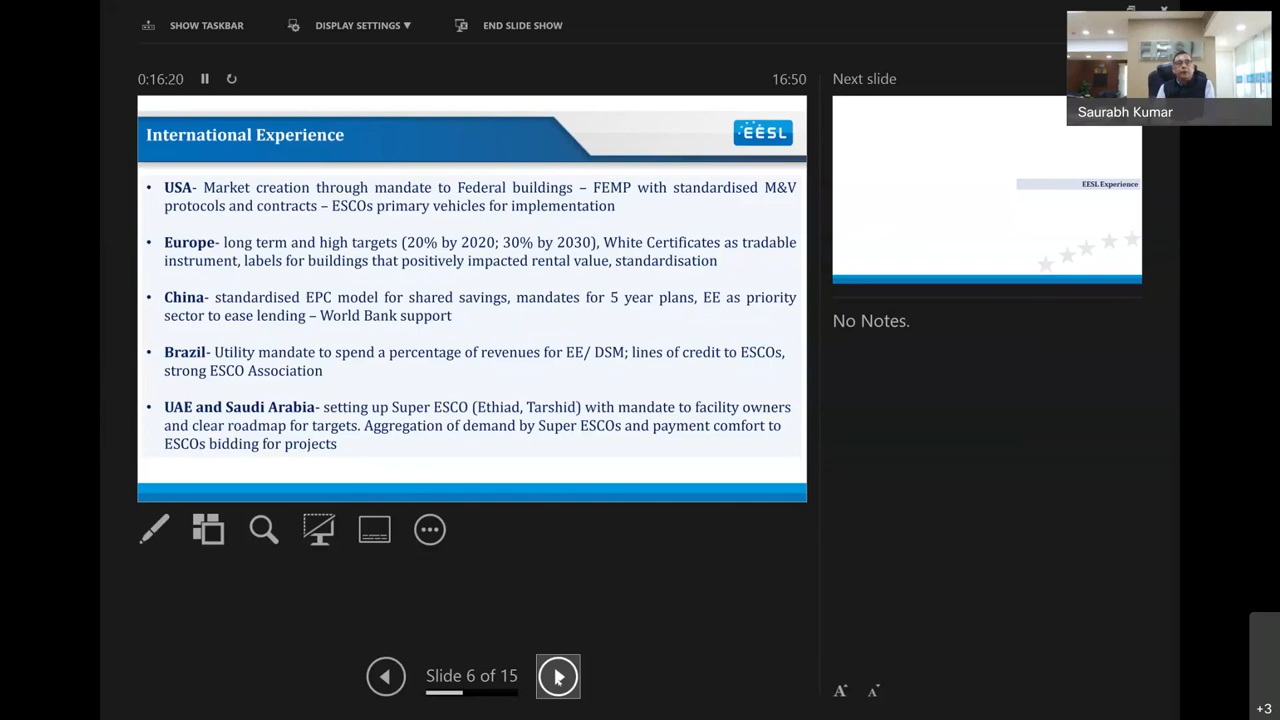 SHOW TASKBAR
DISPLAY SETTINGS ▼
END SLIDE SHOW
0:16:20
16:50
Next slide
Saurabh Kumar
International Experience
EESL
• USA- Market creation through mandate to Federal buildings – FEMP with standardised M&V
protocols and contracts – ESCOs primary vehicles for implementation
• Europe- long term and high targets (20% by 2020; 30% by 2030), White Certificates as tradable
instrument, labels for buildings that positively impacted rental value, standardisation
• China- standardised EPC model for shared savings, mandates for 5 year plans, EE as priority
sector to ease lending – World Bank support
• Brazil- Utility mandate to spend a percentage of revenues for EE/ DSM; lines of credit to ESCOs,
strong ESCO Association
• UAE and Saudi Arabia- setting up Super ESCO (Ethiad, Tarshid) with mandate to facility owners
and clear roadmap for targets. Aggregation of demand by Super ESCOs and payment comfort to
ESCOs bidding for projects
EESL Experience
No Notes.
Slide 6 of 15
A A
+3